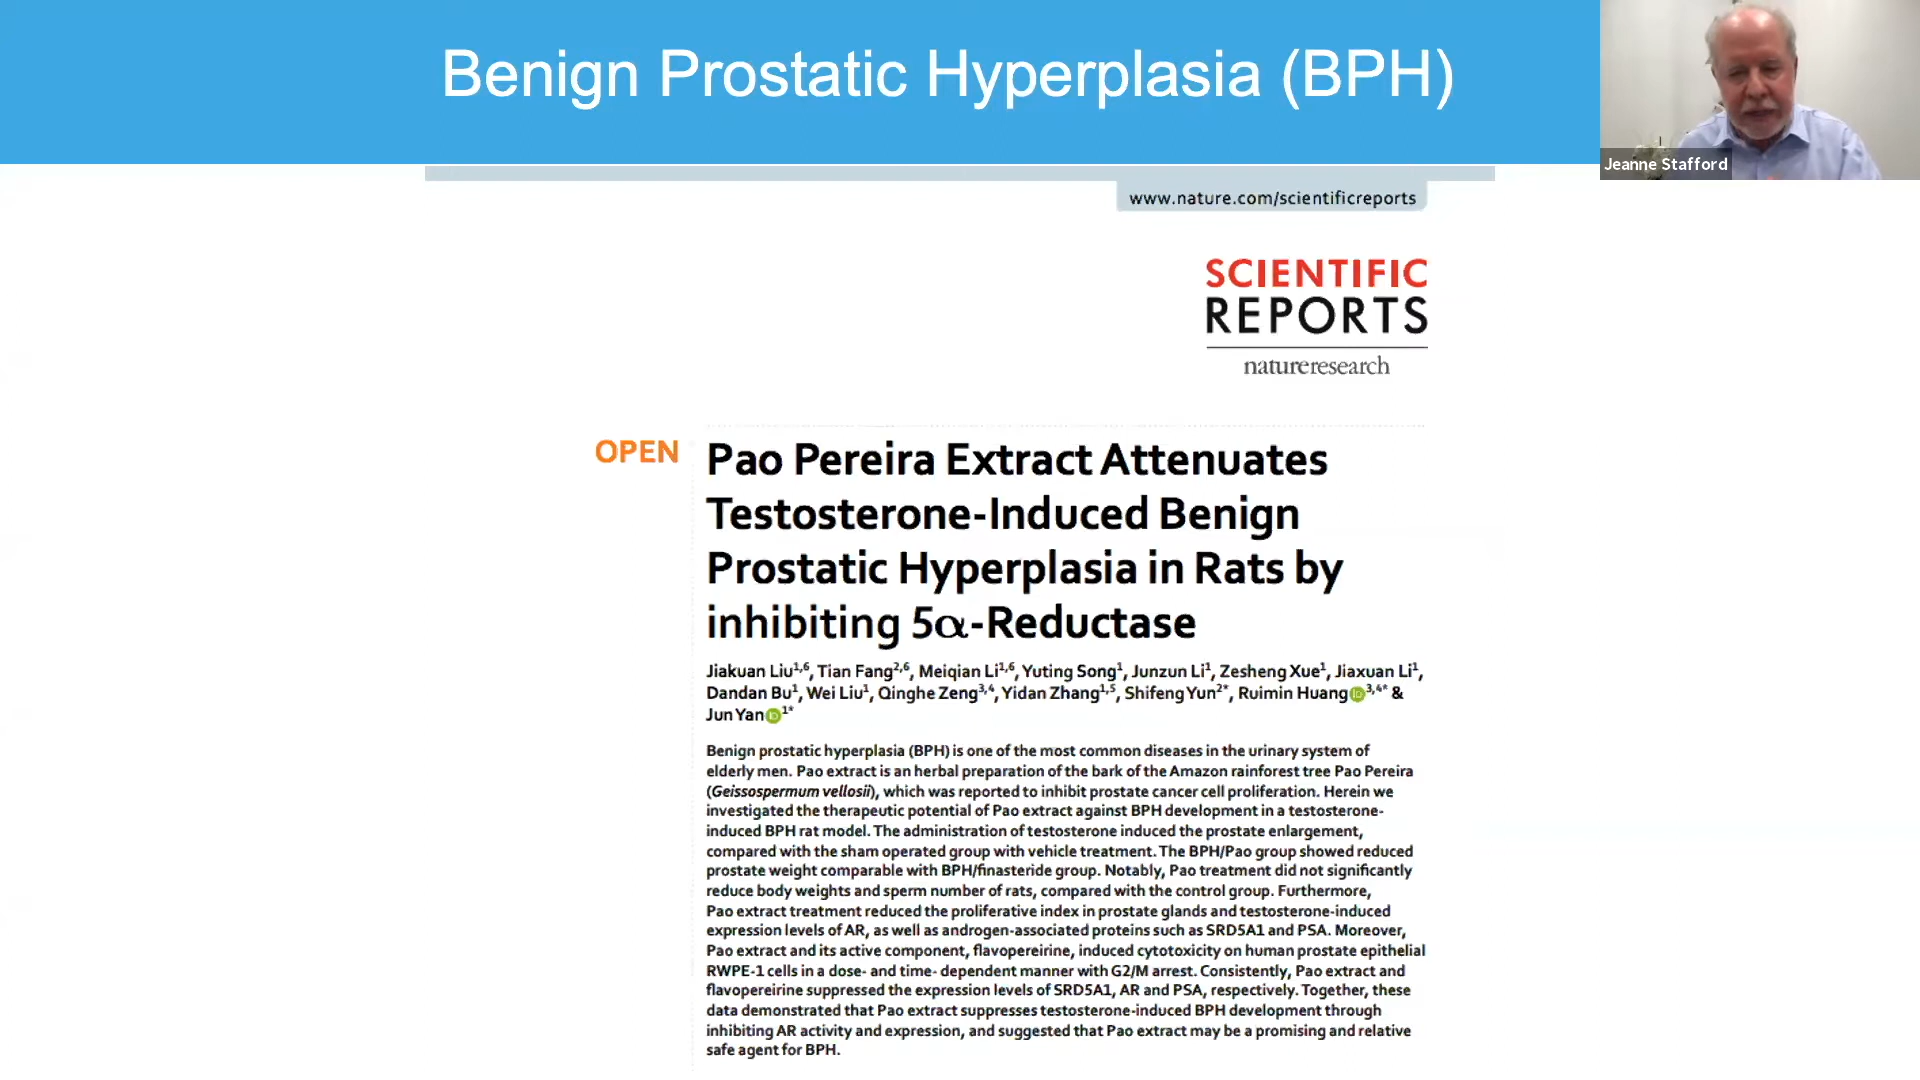 Benign Prostatic Hyperplasia (BPH)
Jeanne Stafford
www.nature.com/scientificreports
SCIENTIFIC
REPORTS
natureresearch
OPEN
Pao Pereira Extract Attenuates
Testosterone-Induced Benign
Prostatic Hyperplasia in Rats by
inhibiting 5α-Reductase
Jiakuan Liu1,6, Tian Fang2,6, Meiqian Li1,6, Yuting Song1, Junzun Li1, Zesheng Xue1, Jiaxuan Li1,
Dandan Bu1, Wei Liu1, Qinghe Zeng3,4, Yidan Zhang1,5, Shifeng Yun2*, Ruimin Huang iD 3,4* &
Jun Yan iD 1*
Benign prostatic hyperplasia (BPH) is one of the most common diseases in the urinary system of
elderly men. Pao extract is an herbal preparation of the bark of the Amazon rainforest tree Pao Pereira
(Geissospermum vellosii), which was reported to inhibit prostate cancer cell proliferation. Herein we
investigated the therapeutic potential of Pao extract against BPH development in a testosterone-
induced BPH rat model. The administration of testosterone induced the prostate enlargement,
compared with the sham operated group with vehicle treatment. The BPH/Pao group showed reduced
prostate weight comparable with BPH/finasteride group. Notably, Pao treatment did not significantly
reduce body weights and sperm number of rats, compared with the control group. Furthermore,
Pao extract treatment reduced the proliferative index in prostate glands and testosterone-induced
expression levels of AR, as well as androgen-associated proteins such as SRD5A1 and PSA. Moreover,
Pao extract and its active component, flavopereirine, induced cytotoxicity on human prostate epithelial
RWPE-1 cells in a dose- and time- dependent manner with G2/M arrest. Consistently, Pao extract and
flavopereirine suppressed the expression levels of SRD5A1, AR and PSA, respectively. Together, these
data demonstrated that Pao extract suppresses testosterone-induced BPH development through
inhibiting AR activity and expression, and suggested that Pao extract may be a promising and relative
safe agent for BPH.